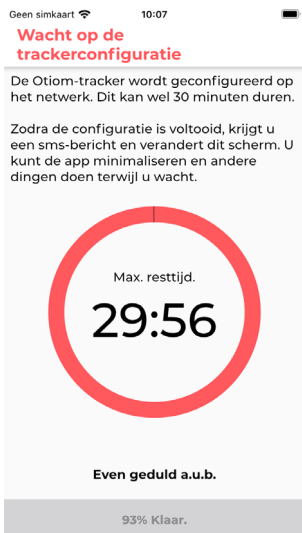 Geen simkaart 10:07
Wacht op de
trackerconfiguratie
De Otiom-tracker wordt geconfigureerd op
het netwerk. Dit kan wel 30 minuten duren.
Zodra de configuratie is voltooid, krijgt u
een sms-bericht en verandert dit scherm. U
kunt de app minimaliseren en andere
dingen doen terwijl u wacht.
Max. resttijd.
29:56
Even geduld a.u.b.
93% Klaar.